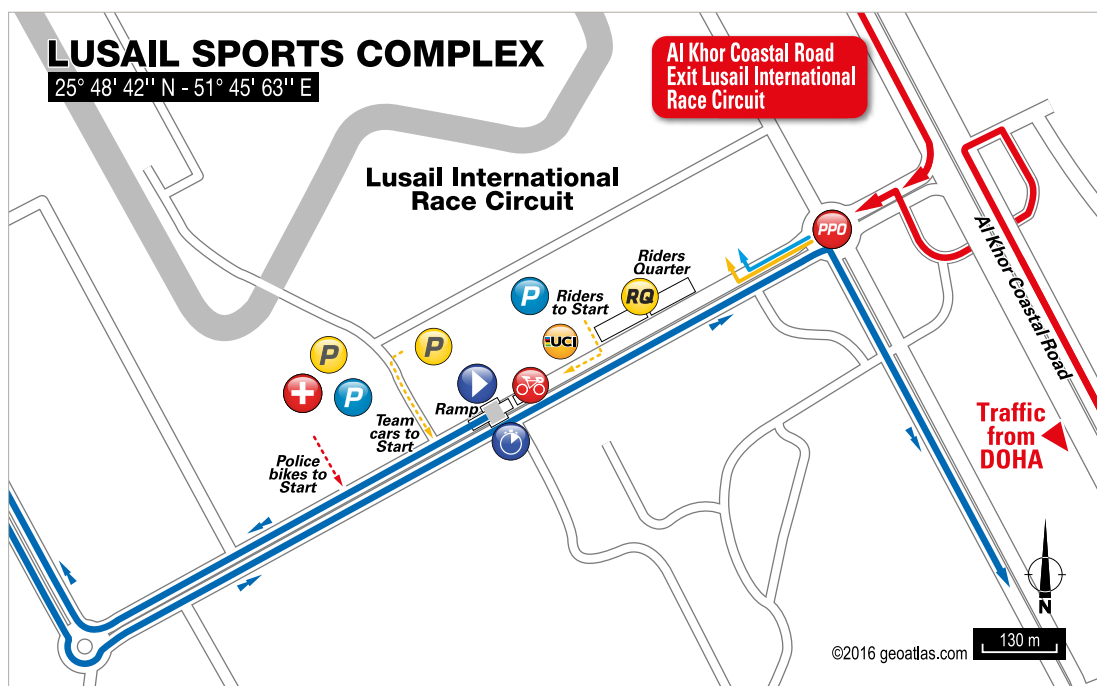 LUSAIL SPORTS COMPLEX
25° 48' 42'' N - 51° 45' 63'' E
Al Khor Coastal Road
Exit Lusail International
Race Circuit
Lusail International
Race Circuit
PPO
Al Khor Coastal Road
Riders
Quarter
RQ
P
Riders
to Start
UCI
P
P
P
Ramp
Team
cars to
Start
Police
bikes to
Start
Traffic
from
DOHA
N
130 m
©2016 geoatlas.com